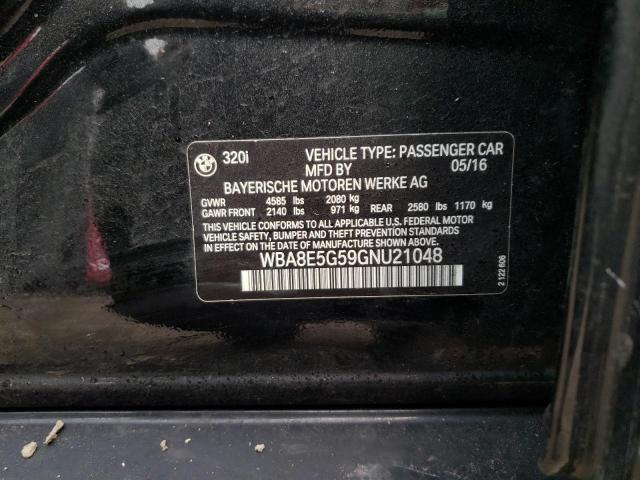 320i VEHICLE TYPE: PASSENGER CAR
MFD BY 05/16
BAYERISCHE MOTOREN WERKE AG
GVWR 4585 lbs 2080 kg
GAWR FRONT 2140 lbs 971 kg REAR 2580 lbs 1170 kg
THIS VEHICLE CONFORMS TO ALL APPLICABLE U.S. FEDERAL MOTOR
VEHICLE SAFETY, BUMPER AND THEFT PREVENTION STANDARDS
IN EFFECT ON THE DATE OF MANUFACTURE SHOWN ABOVE.
WBA8E5G59GNU21048
2 122 606